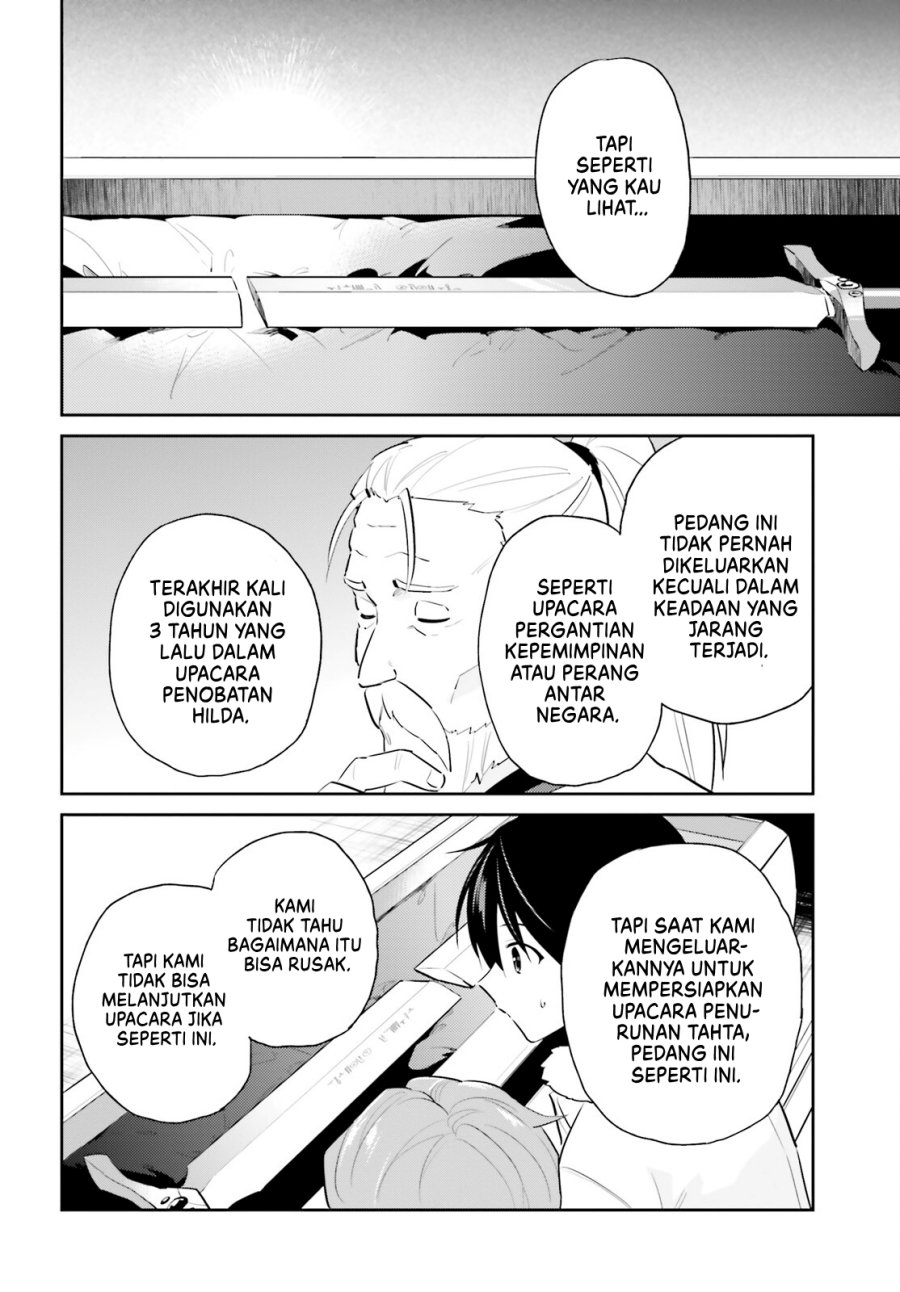 TAPI
SEPERTI
YANG KAU
LIHAT...
PEDANG INI
TIDAK PERNAH
DIKELUARKAN
KECUALI DALAM
KEADAAN YANG
JARANG
TERJADI.
SEPERTI
UPACARA
PERGANTIAN
KEPEMIMPINAN
ATAU PERANG
ANTAR
NEGARA.
TERAKHIR KALI
DIGUNAKAN
3 TAHUN YANG
LALU DALAM
UPACARA
PENOBATAN
HILDA.
TAPI SAAT KAMI
MENGELUAR-
KANNYA UNTUK
MEMPERSIAPKAN
UPACARA PENU-
RUNAN TAHTA,
PEDANG INI
SEPERTI INI.
KAMI
TIDAK TAHU
BAGAIMANA ITU
BISA RUSAK.
TAPI KAMI
TIDAK BISA
MELANJUTKAN
UPACARA JIKA
SEPERTI INI.